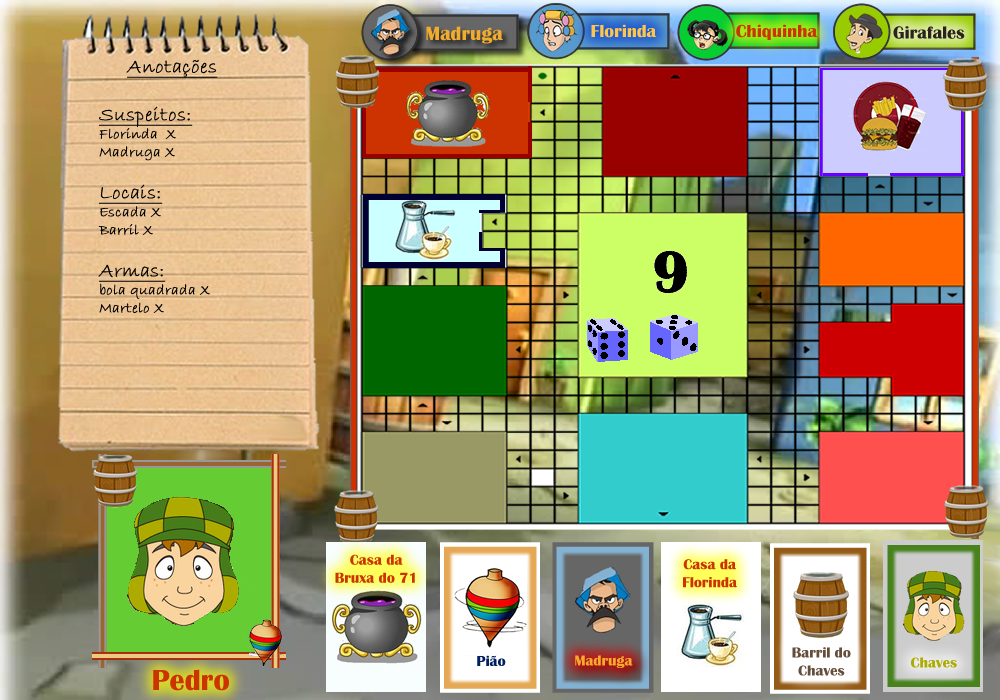 Anotações
Suspeitos:
Florinda X
Madruga X
Locais:
Escada X
Barril X
Armas:
bola quadrada X
Martelo X
Madruga
Florinda
Chiquinha
Girafales
9
Pedro
Casa da
Bruxa do 71
Pião
Madruga
Casa da
Florinda
Barril do
Chaves
Chaves